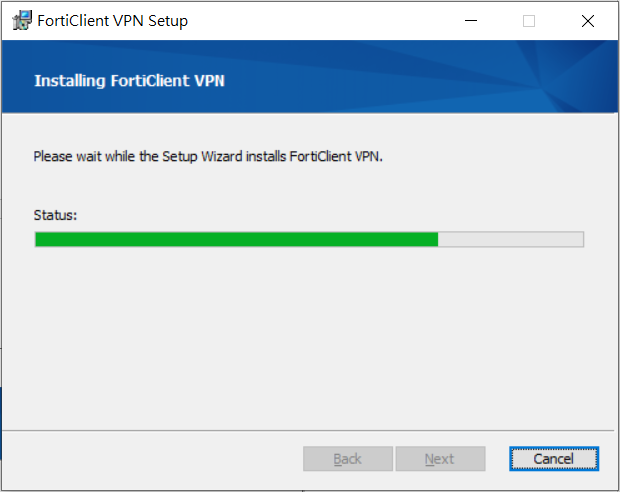 FortiClient VPN Setup
Installing FortiClient VPN
Please wait while the Setup Wizard installs FortiClient VPN.
Status:
Back Next Cancel